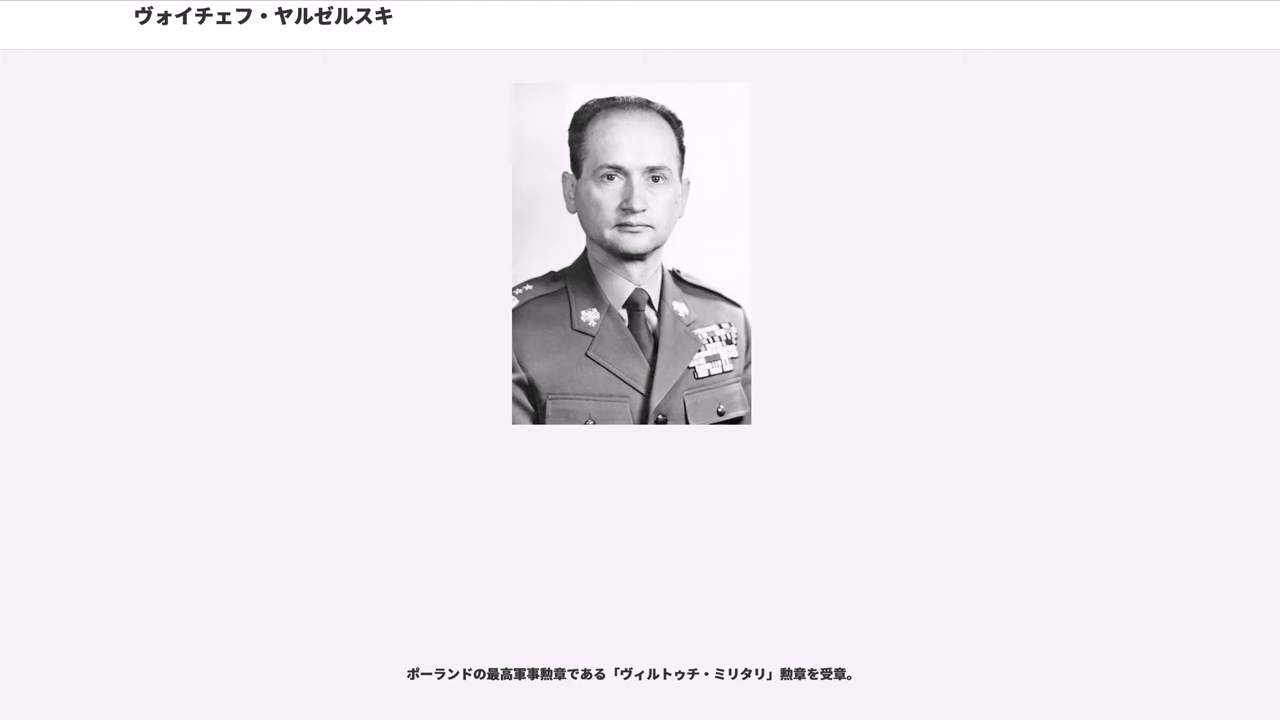 ヴォイチェフ・ヤルゼルスキ
ポーランドの最高軍事勲章である「ヴィルトゥチ・ミリタリ」勲章を受章。